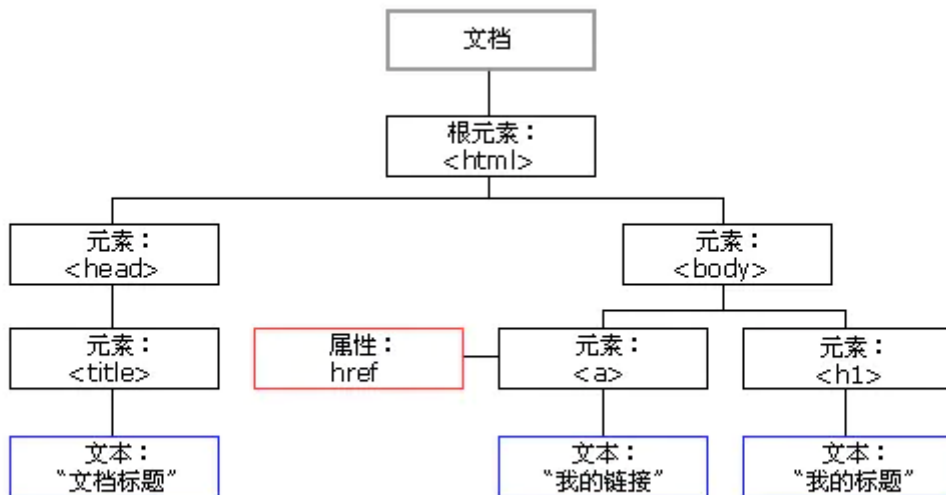 文档
根元素：
<html>
元素：
<head>
元素：
<body>
元素：
<title>
属性：
href
元素：
<a>
元素：
<h1>
文本：
“文档标题”
文本：
“我的链接”
文本：
“我的标题”